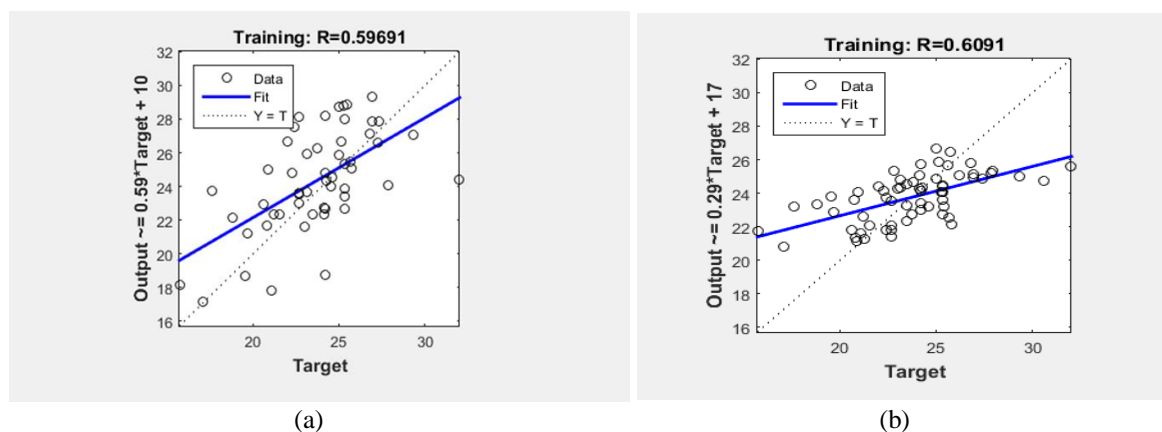 Training: R=0.59691
Output ~= 0.59*Target + 10
32
30
28
26
24
22
20
18
16
Data
Fit
Y = T
20
25
30
Target
(a)
Training: R=0.6091
Output ~= 0.29*Target + 17
32
30
28
26
24
22
20
18
16
Data
Fit
Y = T
20
25
30
Target
(b)